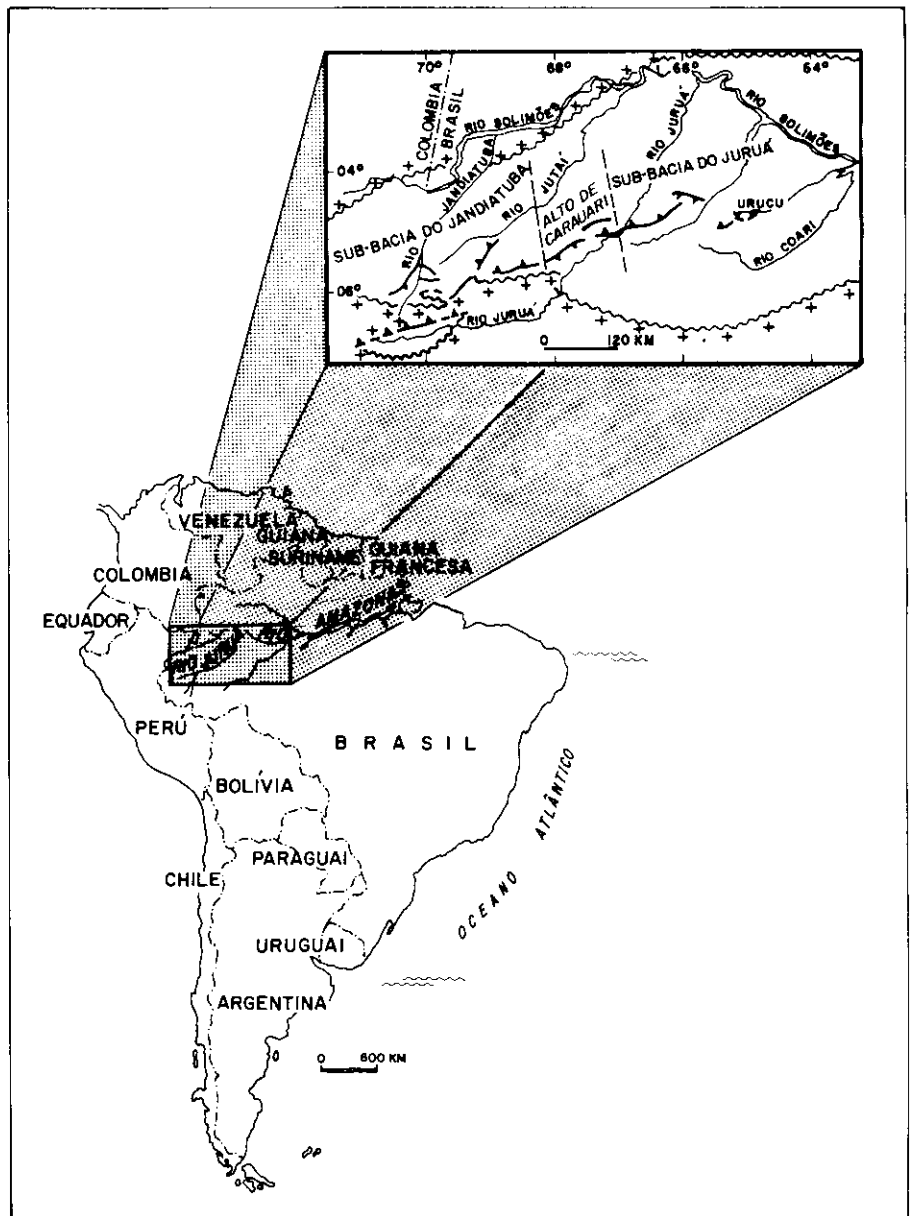 70°
68°
66°
64°
COLOMBIA
BRASIL
RIO SOLIMÕES
RIO JURUÁ
RIO SOLIMÕES
04°
RIO JANDIATUBA
SUB-BACIA DO JANDIATUBA
RIO JUTAÍ
ALTO DE CARAUARI
SUB-BACIA DO JURUÁ
URUCU
RIO COARI
06°
RIO JURUÁ
0 120 KM
VENEZUELA
GUIANA
SURINAME
GUIANA
FRANCESA
COLOMBIA
EQUADOR
RIO AMAZONAS
PERÚ
BRASIL
BOLÍVIA
OCEANO ATLÂNTICO
PARAGUAI
CHILE
URUGUAI
ARGENTINA
0 600 KM